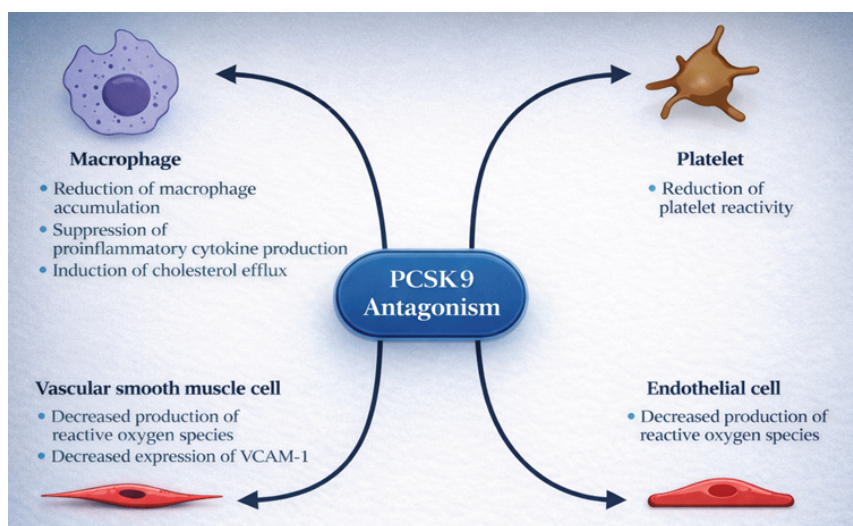 Macrophage
• Reduction of macrophage
accumulation
• Suppression of
proinflammatory cytokine production
• Induction of cholesterol efflux
Platelet
• Reduction of
platelet reactivity
PCSK9
Antagonism
Vascular smooth muscle cell
• Decreased production of
reactive oxygen species
• Decreased expression of VCAM-1
Endothelial cell
• Decreased production of
reactive oxygen species